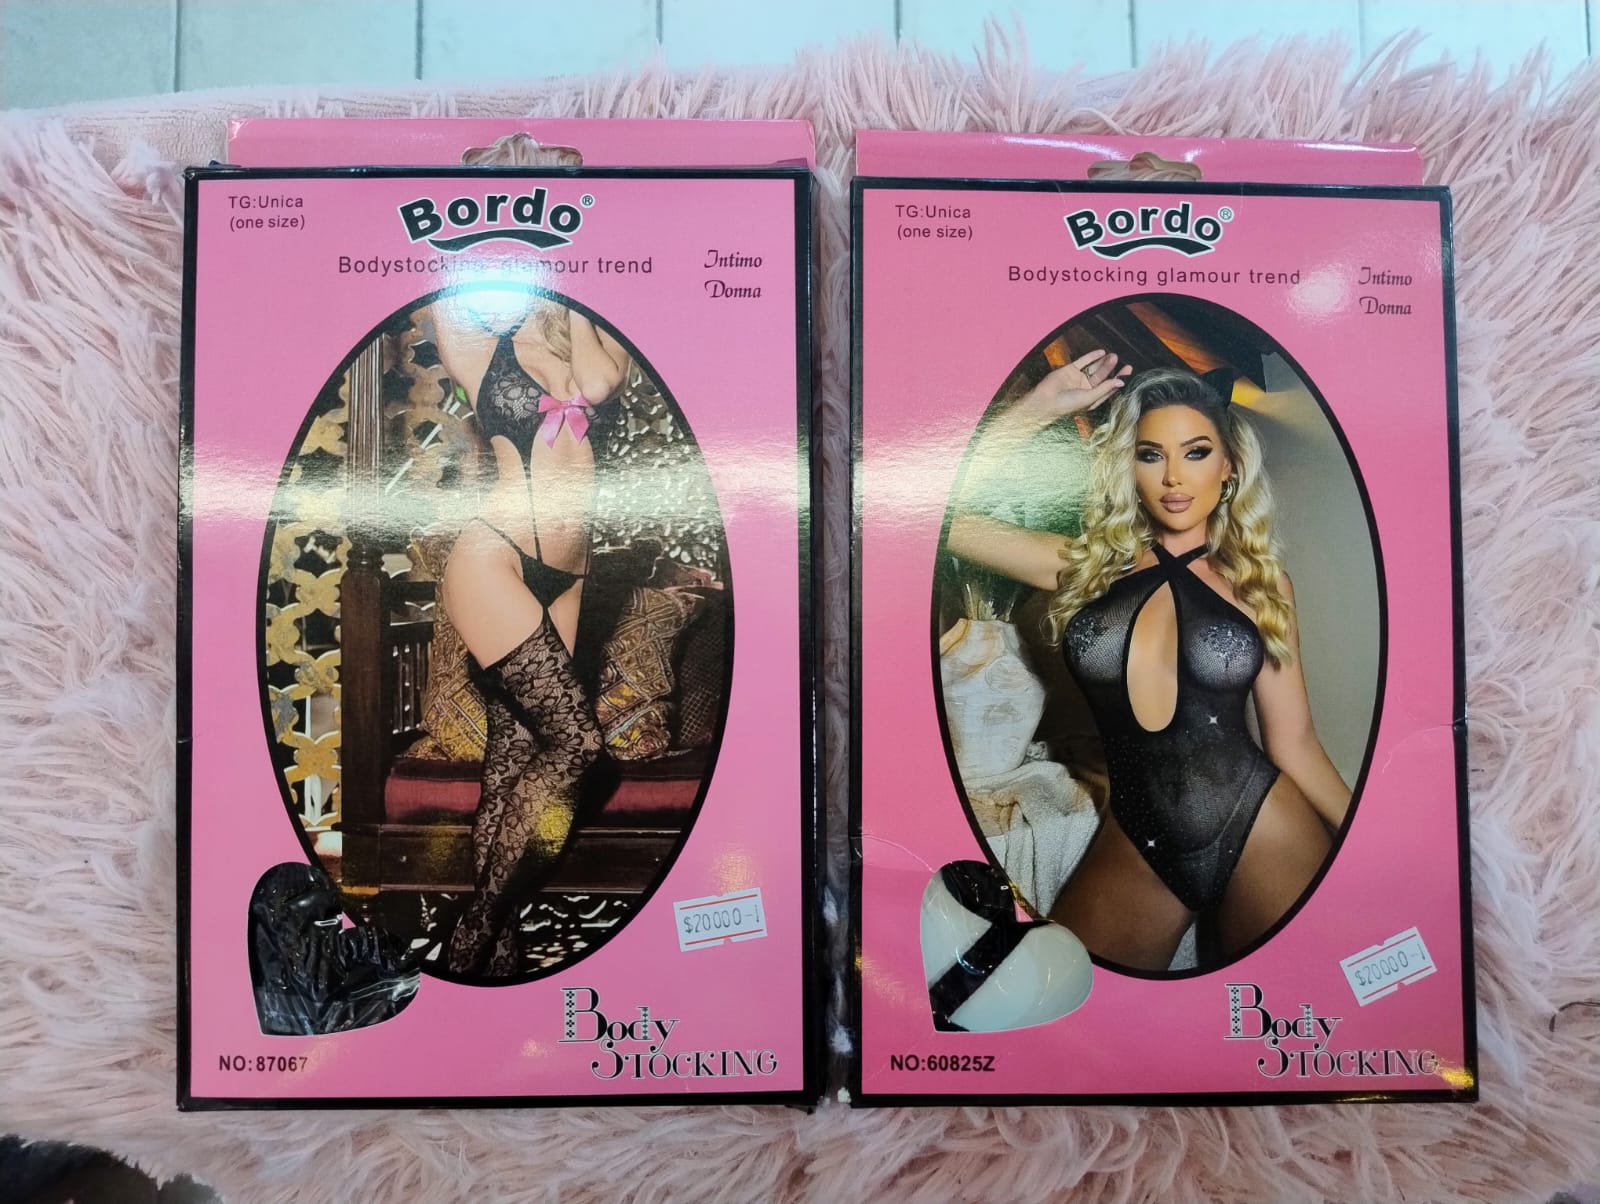 TG:Unica
(one size)
Bordo®
Bodystocking glamour trend
Intimo
Donna
$20000-1
Body
STOCKING
NO:87067
TG:Unica
(one size)
Bordo®
Bodystocking glamour trend
Intimo
Donna
$20000-1
Body
STOCKING
NO:60825Z